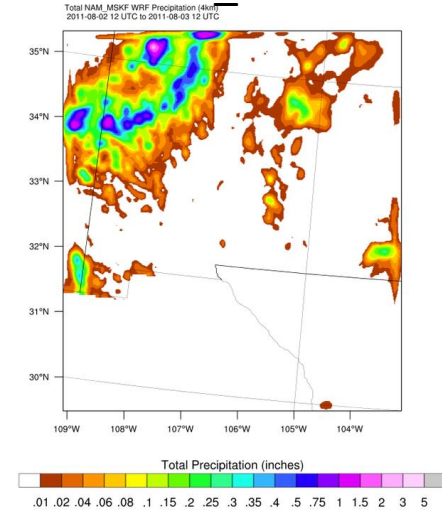 Total NAM_MSKF WRF Precipitation (4km)
2011-08-02 12 UTC to 2011-08-03 12 UTC
35°N
34°N
33°N
32°N
31°N
30°N
109°W 108°W 107°W 106°W 105°W 104°W
Total Precipitation (inches)
.01 .02 .04 .06 .08 .1 .15 .2 .25 .3 .35 .4 .5 .75 1 1.5 2 3 5